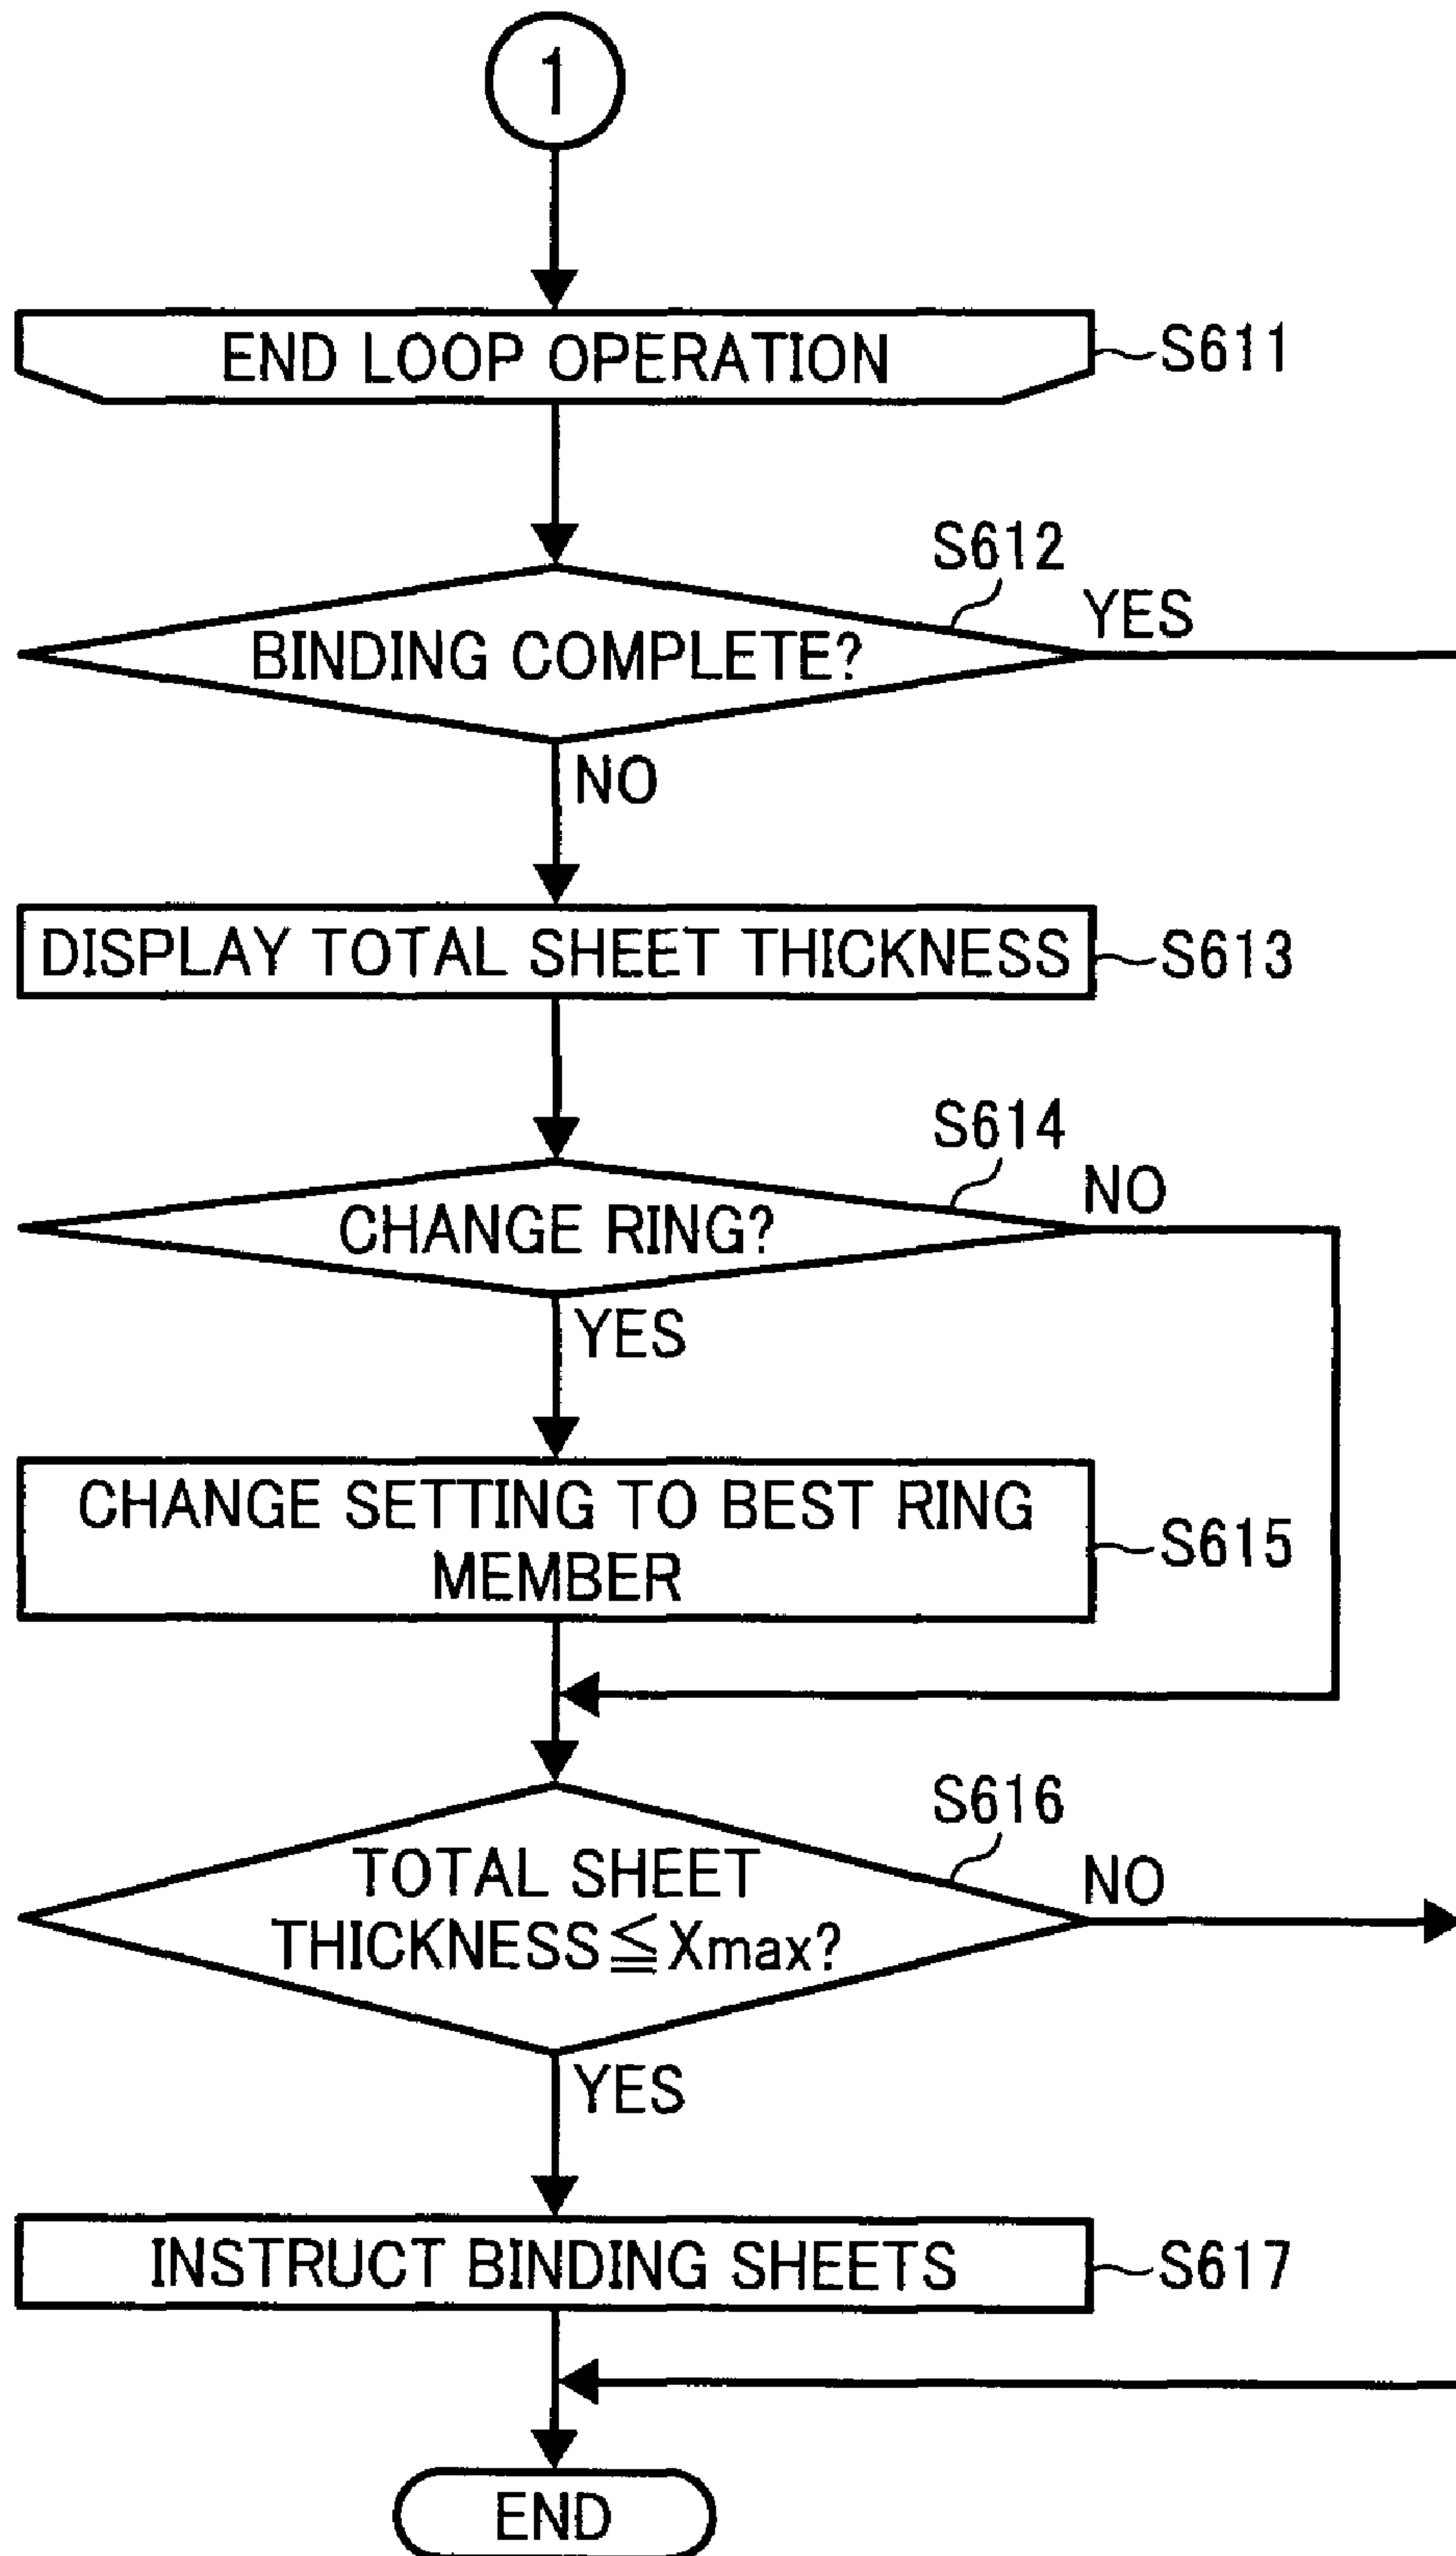 1
END LOOP OPERATION
S611
S612
BINDING COMPLETE?
YES
NO
DISPLAY TOTAL SHEET THICKNESS
S613
S614
CHANGE RING?
NO
YES
CHANGE SETTING TO BEST RING
MEMBER
S615
S616
TOTAL SHEET
THICKNESS≦Xmax?
NO
YES
INSTRUCT BINDING SHEETS
S617
END